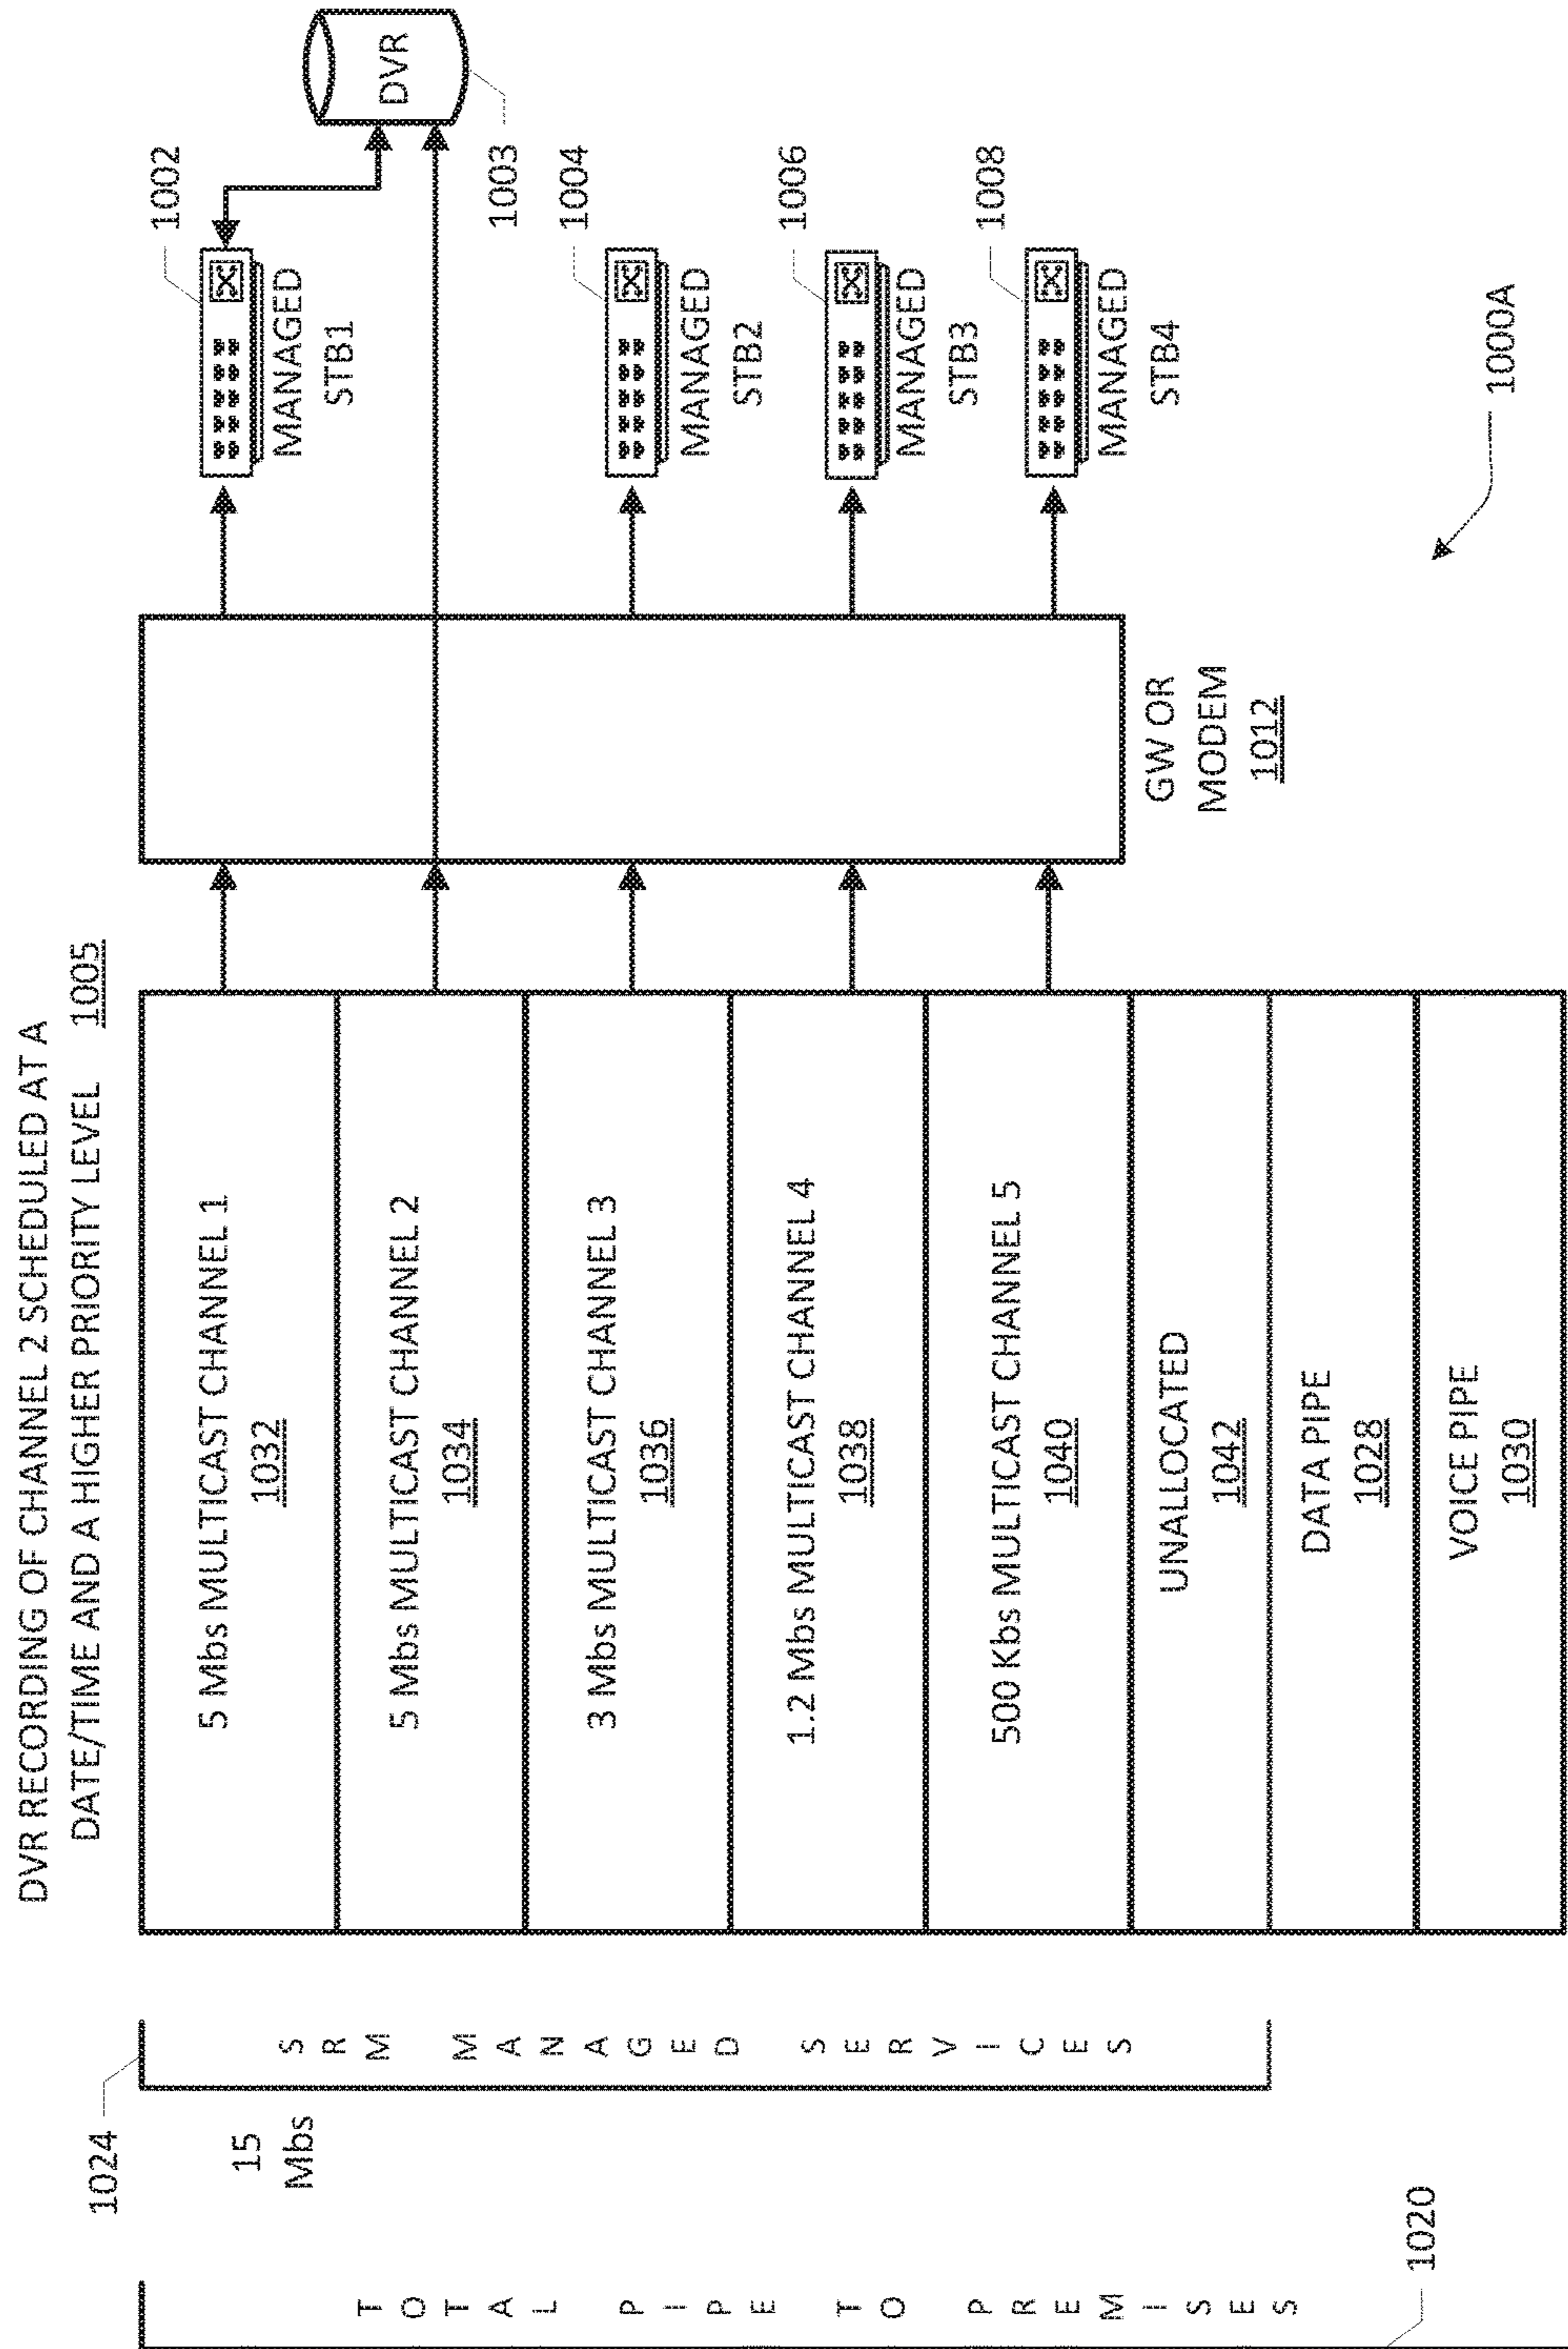 DVR RECORDING OF CHANNEL 2 SCHEDULED AT A
DATE/TIME AND A HIGHER PRIORITY LEVEL 1005
TOTAL PIPE TO PREMISES
1020
1024
15
Mbs
SRM MANAGED SERVICES
5 Mbs MULTICAST CHANNEL 1
1032
5 Mbs MULTICAST CHANNEL 2
1034
3 Mbs MULTICAST CHANNEL 3
1036
1.2 Mbs MULTICAST CHANNEL 4
1038
500 Kbs MULTICAST CHANNEL 5
1040
UNALLOCATED
1042
DATA PIPE
1028
VOICE PIPE
1030
GW OR
MODEM
1012
1002
MANAGED
STB1
DVR
1003
1004
MANAGED
STB2
1006
MANAGED
STB3
1008
MANAGED
STB4
1000A